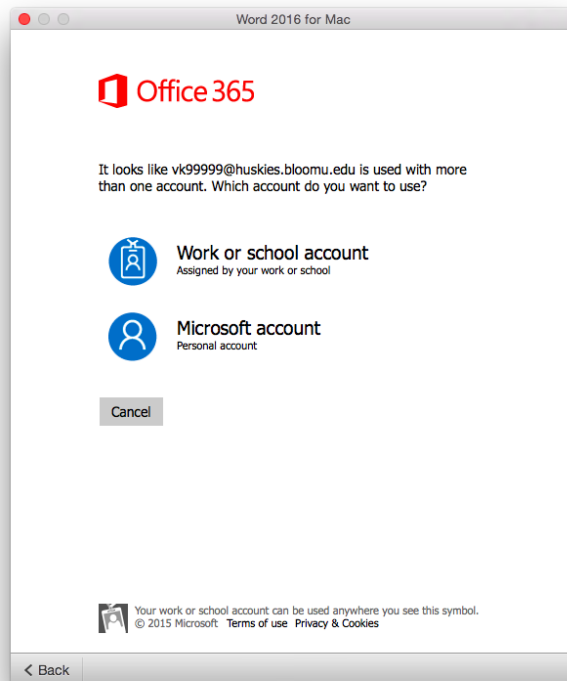 Word 2016 for Mac
Office 365
It looks like vk99999@huskies.bloomu.edu is used with more
than one account. Which account do you want to use?
Work or school account
Assigned by your work or school
Microsoft account
Personal account
Cancel
Your work or school account can be used anywhere you see this symbol.
© 2015 Microsoft Terms of use Privacy & Cookies
Back